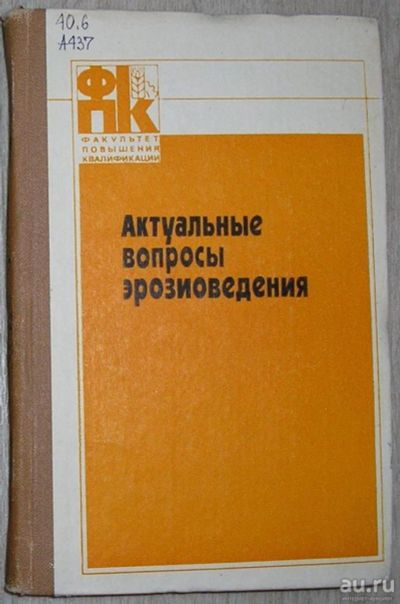 40.6
А437
ФПК
ФАКУЛЬТЕТ
ПОВЫШЕНИЯ
КВАЛИФИКАЦИИ
Актуальные
вопросы
эрозиоведения
au.ru